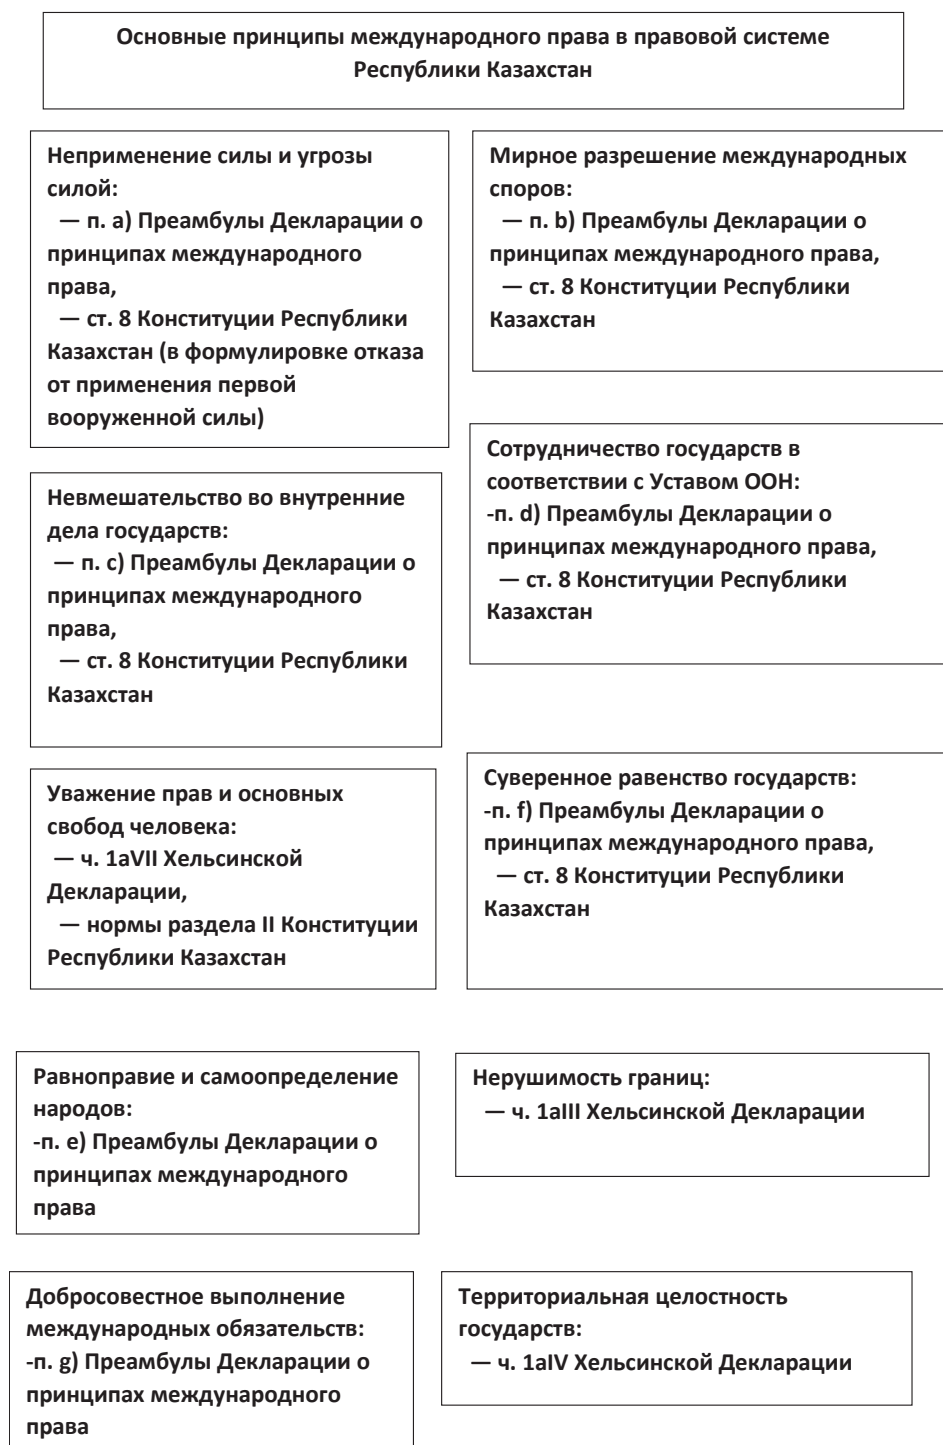 Основные принципы международного права в правовой системе
Республики Казахстан
Неприменение силы и угрозы
силой:
— п. a) Преамбулы Декларации о
принципах международного
права,
— ст. 8 Конституции Республики
Казахстан (в формулировке отказа
от применения первой
вооруженной силы)
Мирное разрешение международных
споров:
— п. b) Преамбулы Декларации о
принципах международного права,
— ст. 8 Конституции Республики
Казахстан
Невмешательство во внутренние
дела государств:
— п. c) Преамбулы Декларации о
принципах международного
права,
— ст. 8 Конституции Республики
Казахстан
Сотрудничество государств в
соответствии с Уставом ООН:
-п. d) Преамбулы Декларации о
принципах международного права,
— ст. 8 Конституции Республики
Казахстан
Уважение прав и основных
свобод человека:
— ч. 1aVII Хельсинской
Декларации,
— нормы раздела II Конституции
Республики Казахстан
Суверенное равенство государств:
-п. f) Преамбулы Декларации о
принципах международного права,
— ст. 8 Конституции Республики
Казахстан
Равноправие и самоопределение
народов:
-п. e) Преамбулы Декларации о
принципах международного
права
Нерушимость границ:
— ч. 1aIII Хельсинской Декларации
Добросовестное выполнение
международных обязательств:
-п. g) Преамбулы Декларации о
принципах международного
права
Территориальная целостность
государств:
— ч. 1aIV Хельсинской Декларации